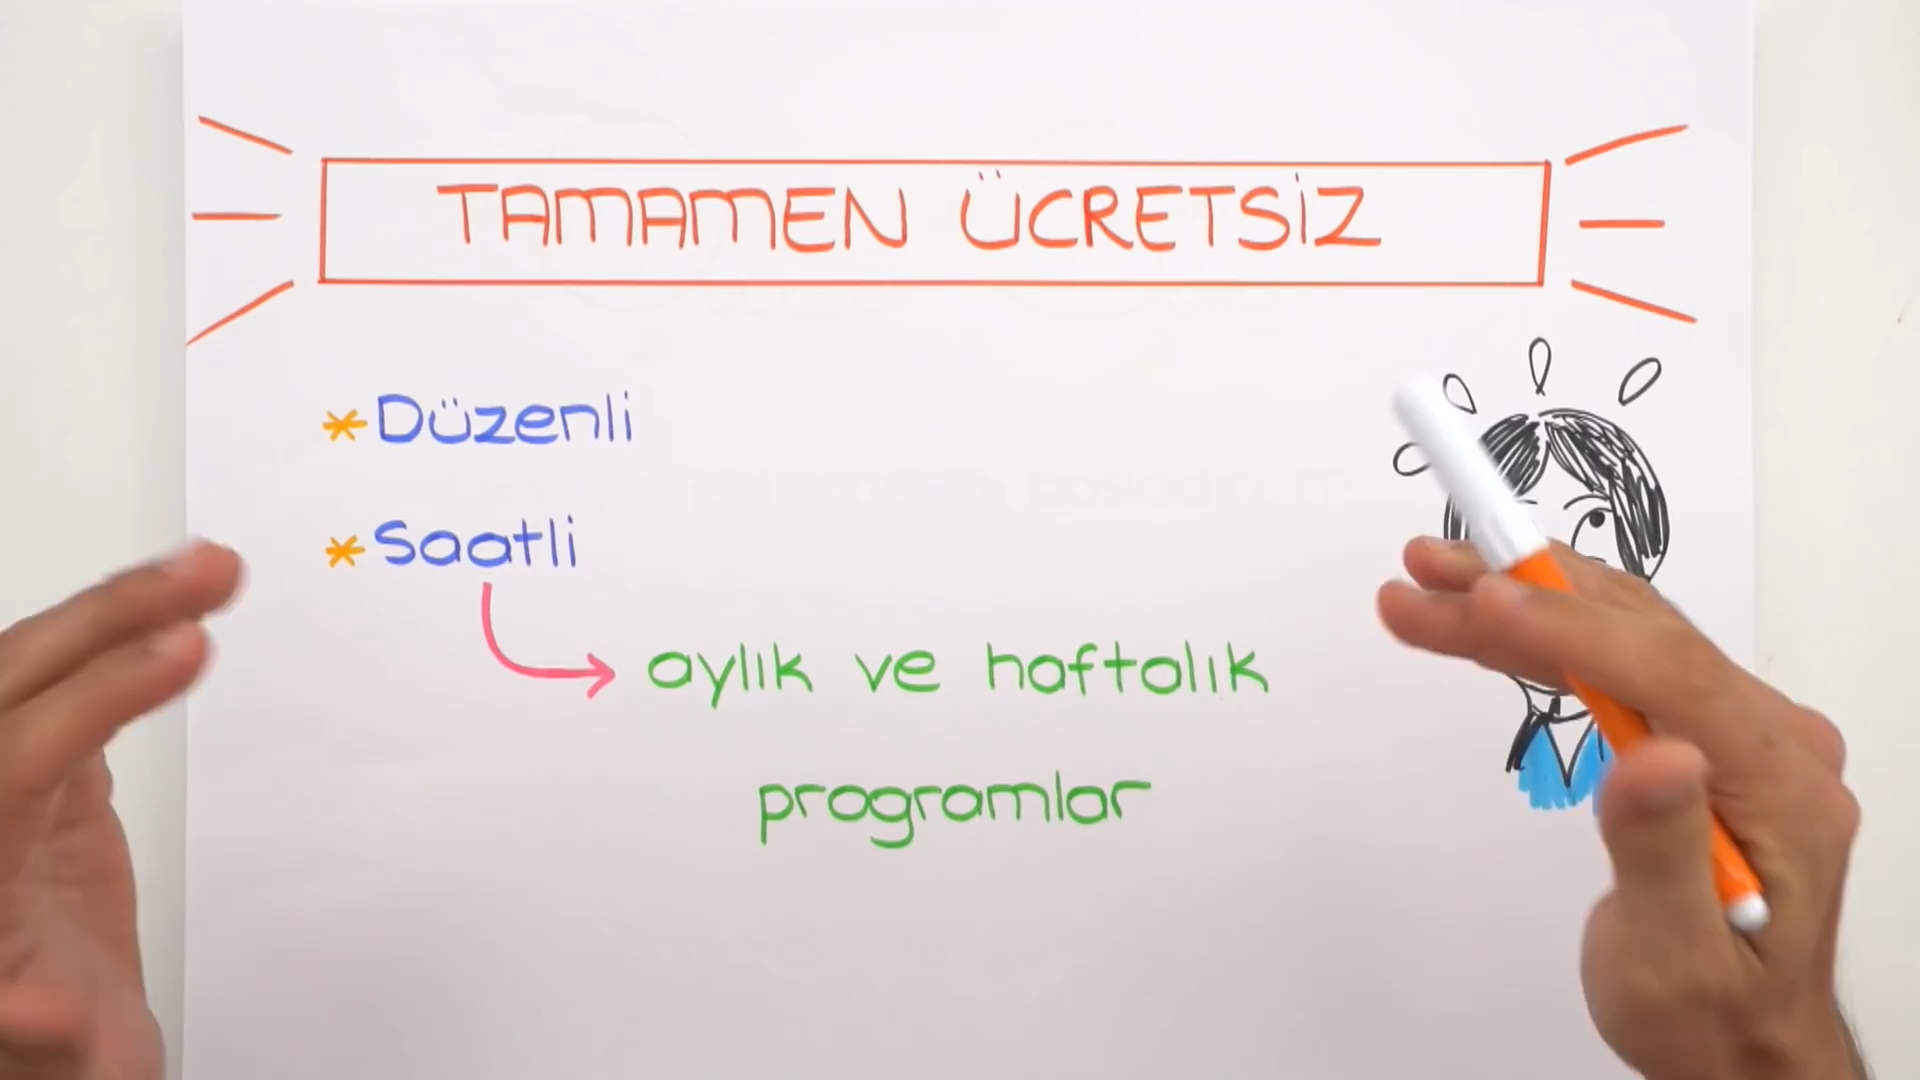 TAMAMEN ÜCRETSİZ
* Düzenli
* Saatli
aylık ve haftalık
programlar